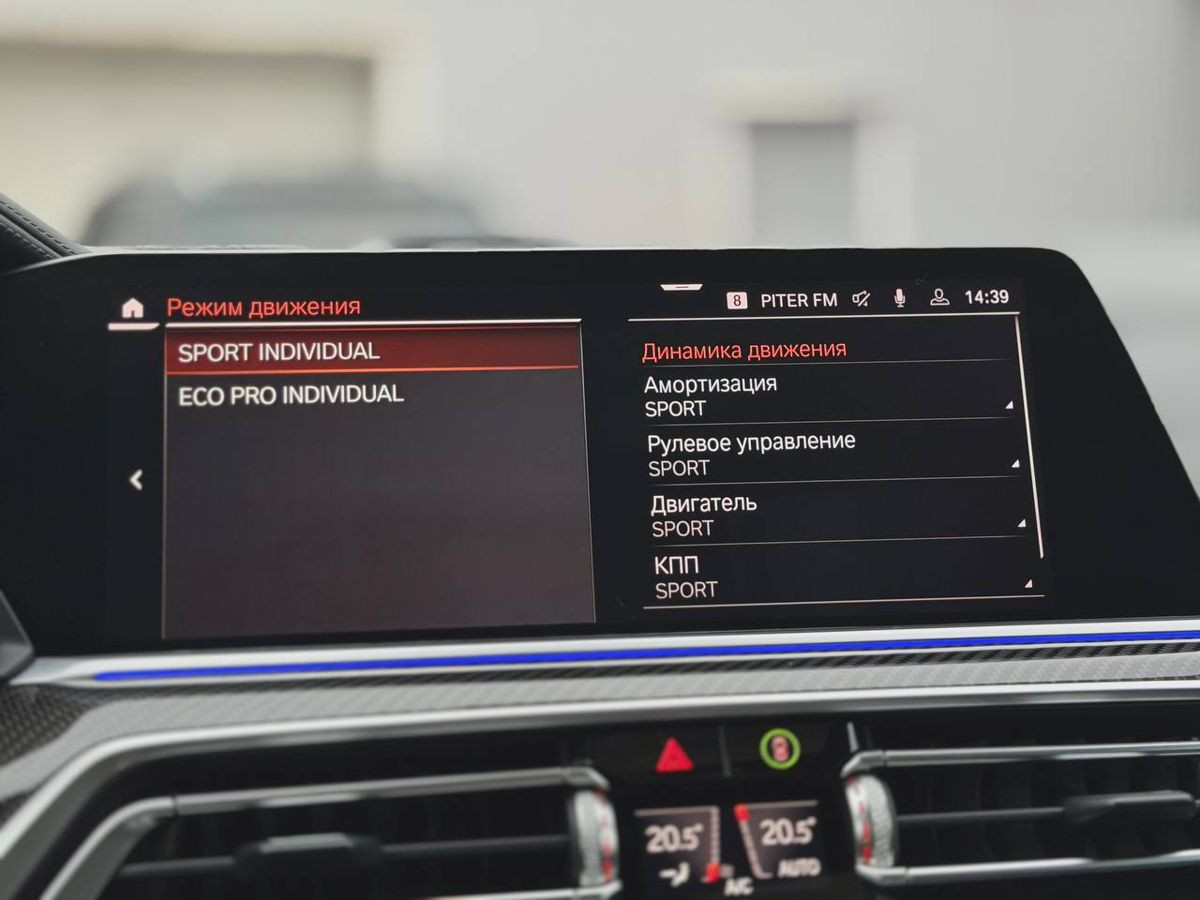 Режим движения
8 PITER FM 14:39
SPORT INDIVIDUAL
ECO PRO INDIVIDUAL
Динамика движения
Амортизация
SPORT
Рулевое управление
SPORT
Двигатель
SPORT
КПП
SPORT
20.5° 20.5°
A/C AUTO